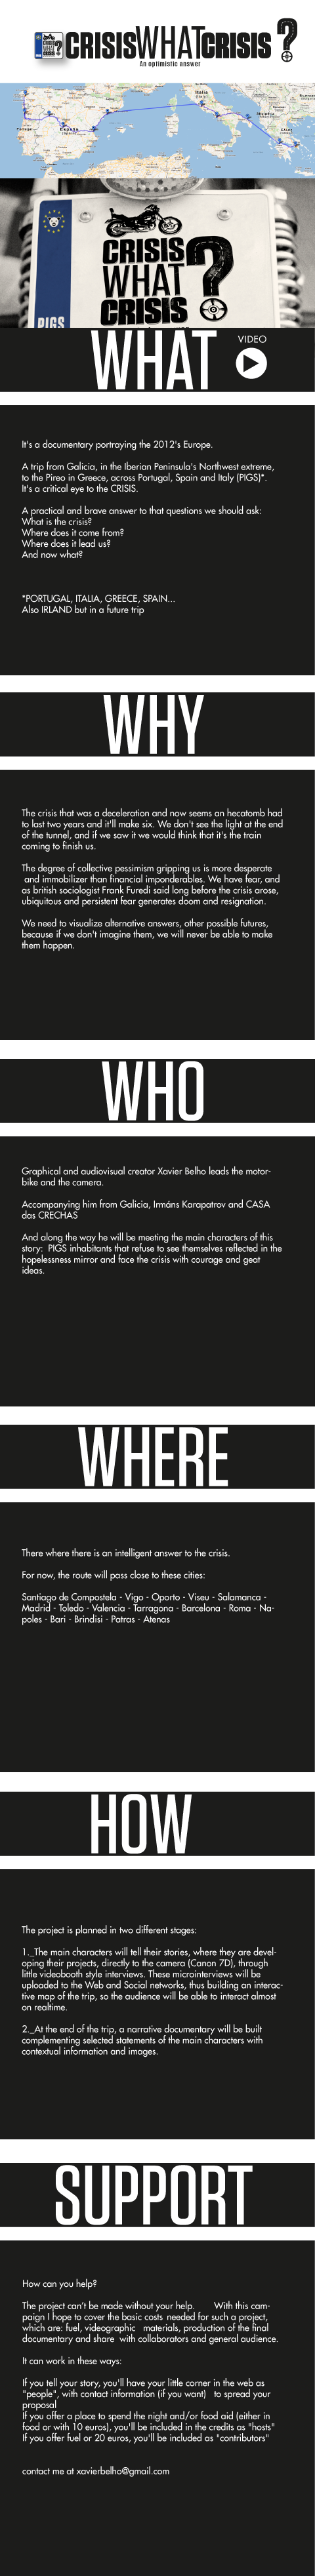 CRISISWHATCRISIS?
An optimistic answer
Portugal
España
Italia
PIGS
CRISIS
WHAT
CRISIS
?
WHAT
VIDEO
It's a documentary portraying the 2012's Europe.
A trip from Galicia, in the Iberian Peninsula's Northwest extreme,
to the Pireo in Greece, across Portugal, Spain and Italy (PIGS)*.
It's a critical eye to the CRISIS.
A practical and brave answer to that questions we should ask:
What is the crisis?
Where does it come from?
Where does it lead us?
And now what?
*PORTUGAL, ITALIA, GREECE, SPAIN...
Also IRLAND but in a future trip
WHY
The crisis that was a deceleration and now seems an hecatomb had
to last two years and it'll make six. We don't see the light at the end
of the tunnel, and if we saw it we would think that it's the train
coming to finish us.
The degree of collective pessimism gripping us is more desperate
and immobilizer than financial imponderables. We have fear, and
as british sociologist Frank Furedi said long before the crisis arose,
ubiquitous and persistent fear generates doom and resignation.
We need to visualize alternative answers, other possible futures,
because if we don't imagine them, we will never be able to make
them happen.
WHO
Graphical and audiovisual creator Xavier Belho leads the motor-
bike and the camera.
Accompanying him from Galicia, Irmáns Karapatrov and CASA
das CRECHAS
And along the way he will be meeting the main characters of this
story: PIGS inhabitants that refuse to see themselves reflected in the
hopelessness mirror and face the crisis with courage and geat
ideas.
WHERE
There where there is an intelligent answer to the crisis.
For now, the route will pass close to these cities:
Santiago de Compostela - Vigo - Oporto - Viseu - Salamanca -
Madrid - Toledo - Valencia - Tarragona - Barcelona - Roma - Na-
poles - Bari - Brindisi - Patras - Atenas
HOW
The project is planned in two different stages:
1._The main characters will tell their stories, where they are devel-
oping their projects, directly to the camera (Canon 7D), through
little videobooth style interviews. These microinterviews will be
uploaded to the Web and Social networks, thus building an interac-
tive map of the trip, so the audience will be able to interact almost
on realtime.
2._At the end of the trip, a narrative documentary will be built
complementing selected statements of the main characters with
contextual information and images.
SUPPORT
How can you help?
The project can't be made without your help. With this cam-
paign I hope to cover the basic costs needed for such a project,
which are: fuel, videographic materials, production of the final
documentary and share with collaborators and general audience.
It can work in these ways:
If you tell your story, you'll have your little corner in the web as
"people", with contact information (if you want) to spread your
proposal
If you offer a place to spend the night and/or food aid (either in
food or with 10 euros), you'll be included in the credits as "hosts"
If you offer fuel or 20 euros, you'll be included as "contributors"
contact me at xavierbelho@gmail.com